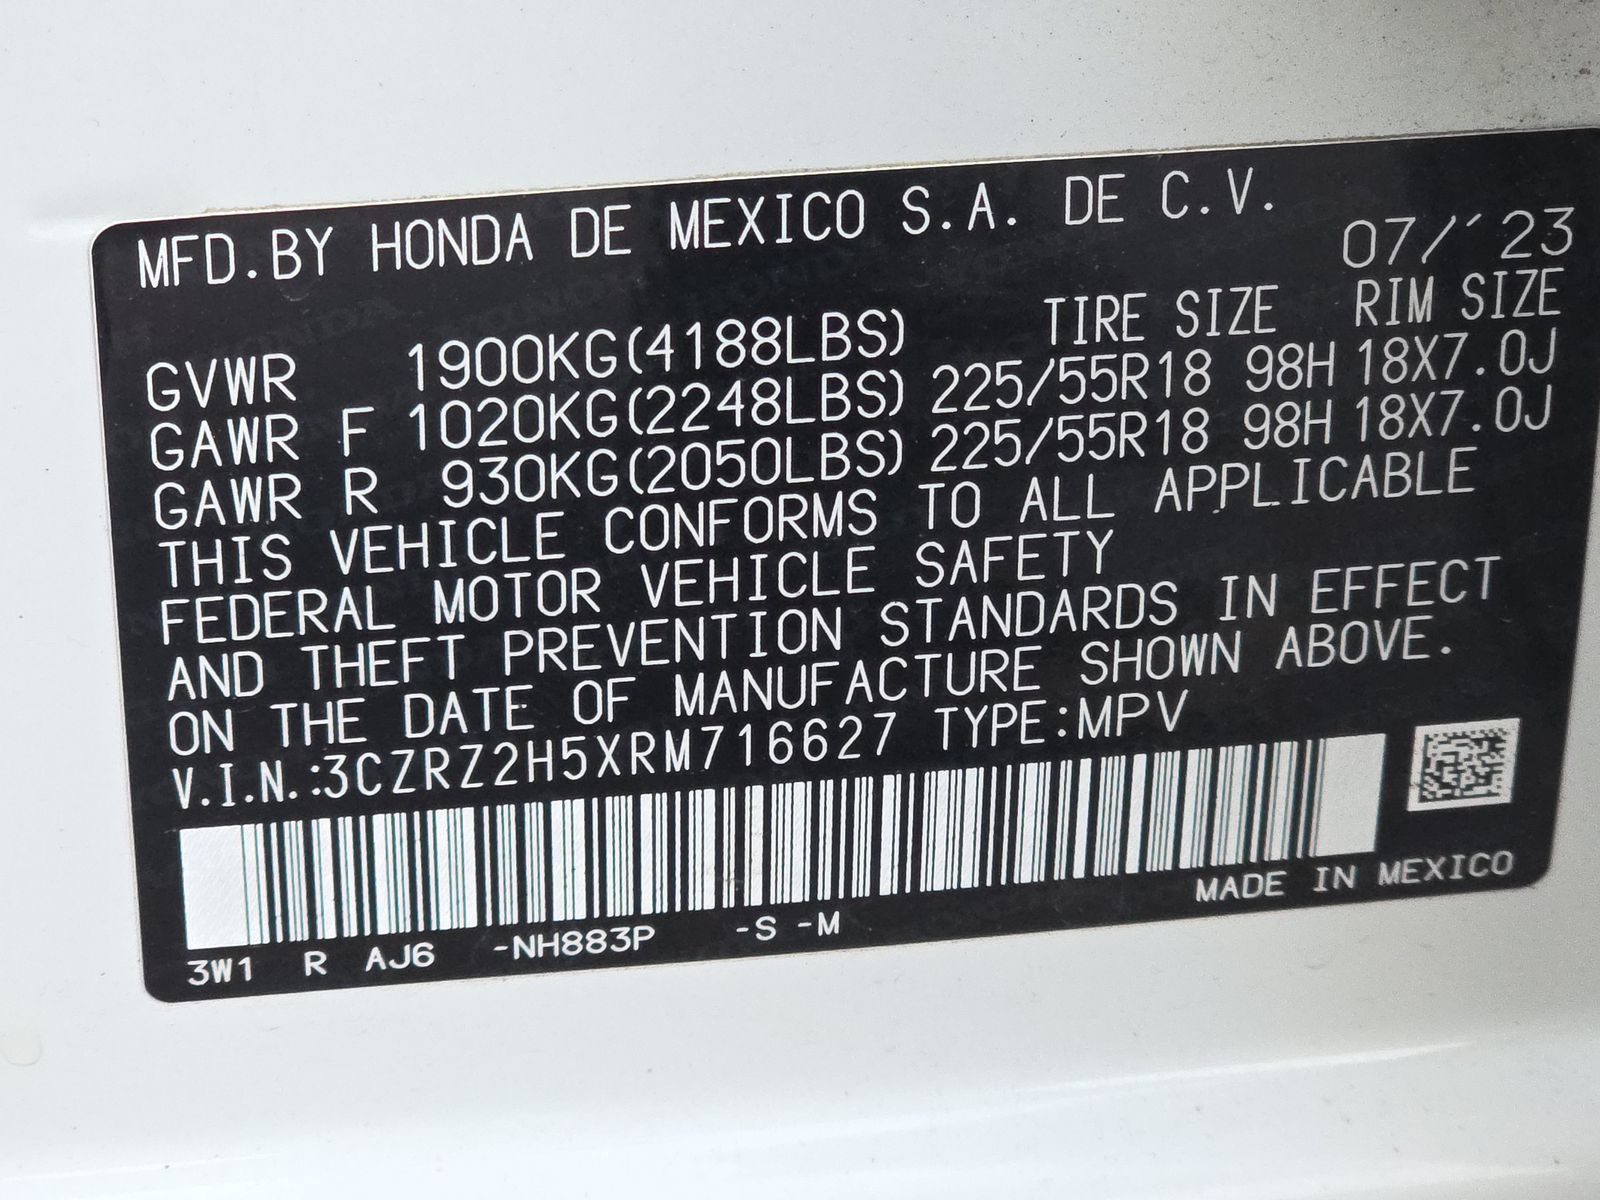 MFD.BY HONDA DE MEXICO S.A. DE C.V.
07/'23
TIRE SIZE RIM SIZE
GVWR 1900KG(4188LBS)
GAWR F 1020KG(2248LBS) 225/55R18 98H 18X7.0J
GAWR R 930KG(2050LBS) 225/55R18 98H 18X7.0J
THIS VEHICLE CONFORMS TO ALL APPLICABLE
FEDERAL MOTOR VEHICLE SAFETY
AND THEFT PREVENTION STANDARDS IN EFFECT
ON THE DATE OF MANUFACTURE SHOWN ABOVE.
V.I.N.:3CZRZ2H5XRM716627 TYPE:MPV
MADE IN MEXICO
3W1 R AJ6 -NH883P -S -M